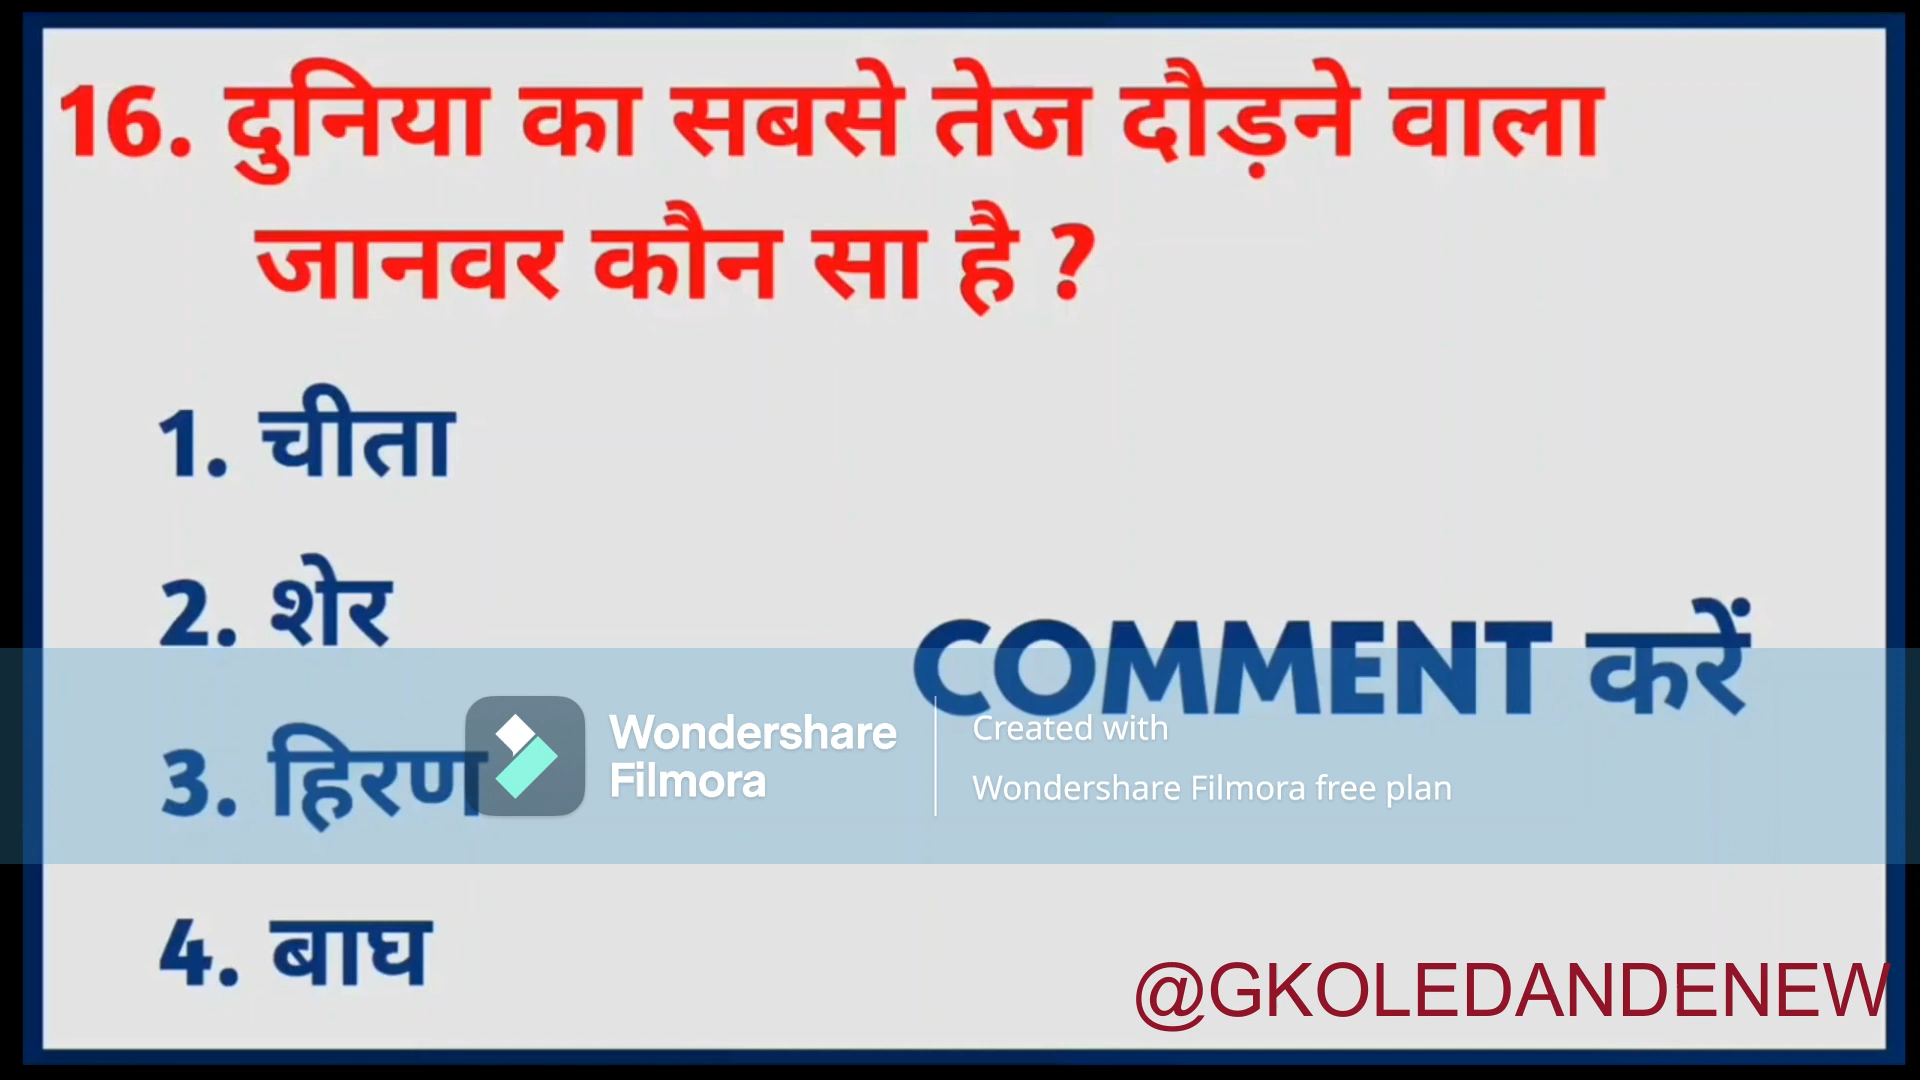 16. दुनिया का सबसे तेज दौड़ने वाला
जानवर कौन सा है ?
1. चीता
2. शेर
COMMENT करें
3. हिरण
Wondershare
Filmora
Created with
Wondershare Filmora free plan
4. बाघ
@GKOLEDANDENEW